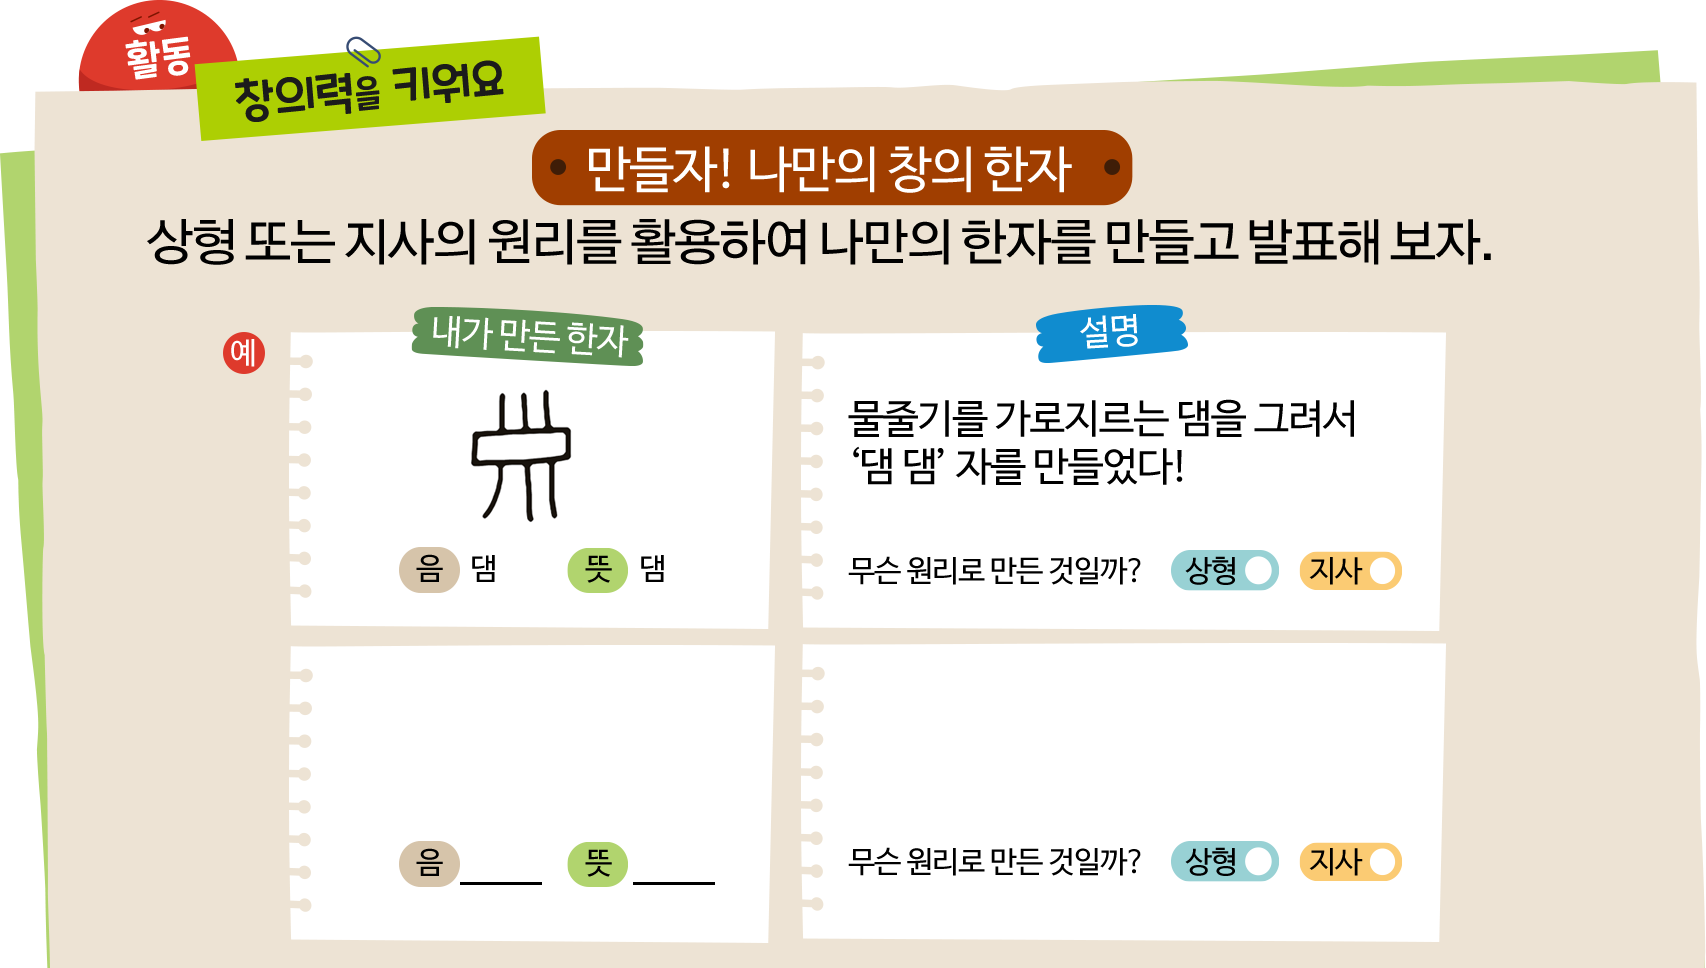 활동
창의력을 키워요
만들자! 나만의 창의 한자
상형 또는 지사의 원리를 활용하여 나만의 한자를 만들고 발표해 보자.
예
내가 만든 한자
설명
물줄기를 가로지르는 댐을 그려서
‘댐 댐’ 자를 만들었다!
음 댐 뜻 댐
무슨 원리로 만든 것일까? 상형 지사
음 뜻
무슨 원리로 만든 것일까? 상형 지사